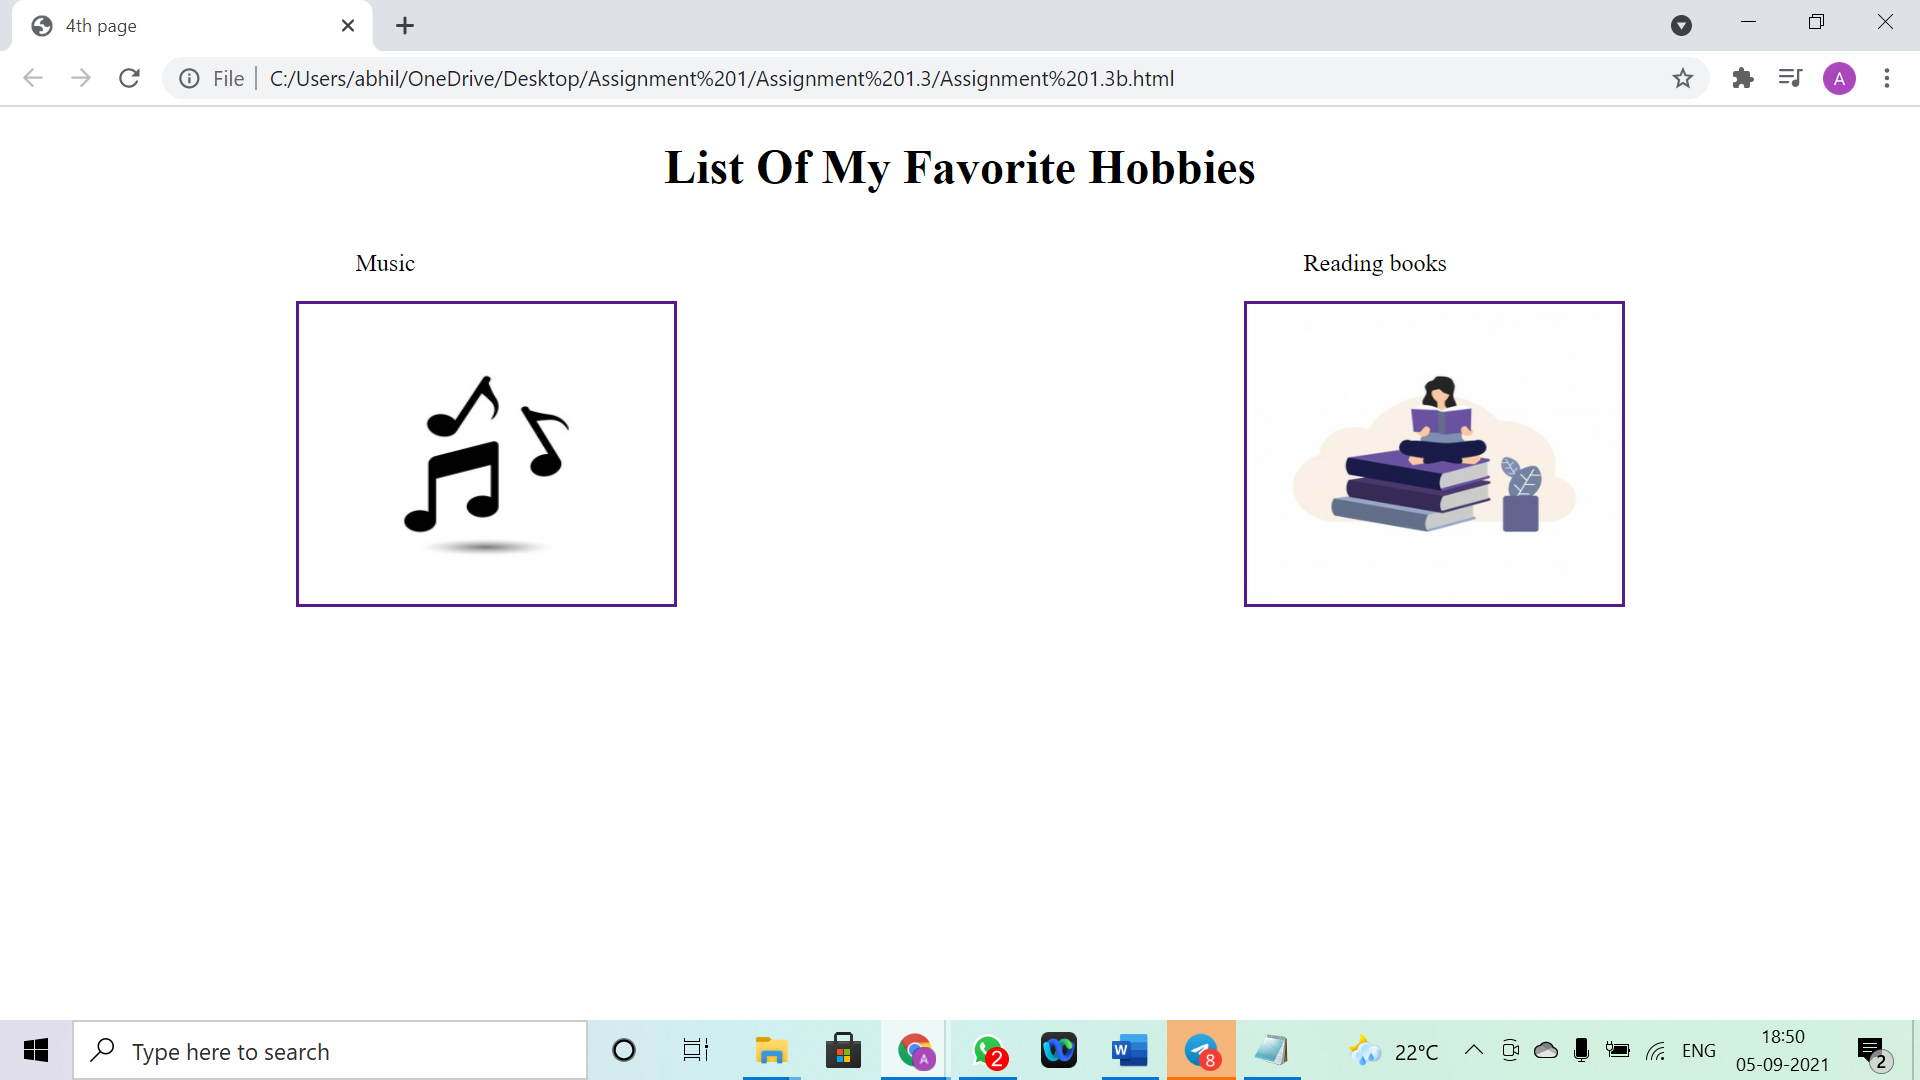 4th page
File
C:/Users/abhil/OneDrive/Desktop/Assignment%201/Assignment%201.3/Assignment%201.3b.html
A
List Of My Favorite Hobbies
Music
Reading books
Type here to search
A
2
W
8
22°C
ENG
18:50
05-09-2021
2